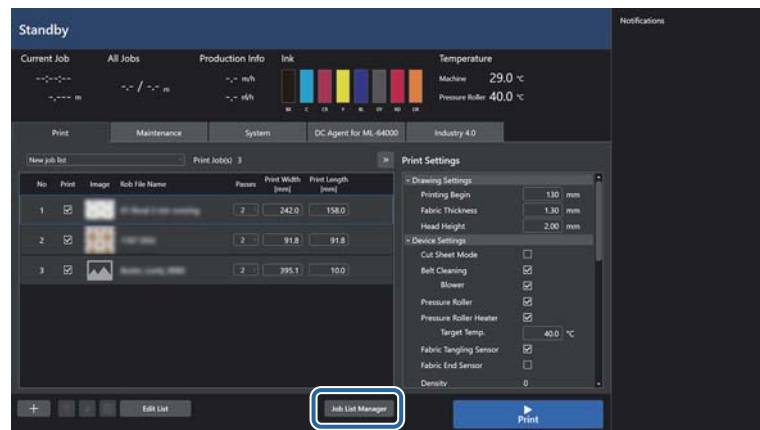 Standby
Notifications
Current Job
All Jobs
Production Info
Ink
Temperature
--:--:--
-.- / -.- m
-.- m/h
Machine 29.0 ℃
-,--- m
Pressure Roller 40.0 ℃
BK C CR Y BL GY RD OR
Print
Maintenance
System
DC Agent for ML-64000
Industry 4.0
New job list
Print Job(s) 3
»
Print Settings
No Print Image Rob File Name Passes Print Width [mm] Print Length [mm]
1 2 242.0 158.0
2 2 91.8 91.8
3 2 395.1 10.0
Drawing Settings
Printing Begin 130 mm
Fabric Thickness 1.30 mm
Head Height 2.00 mm
Device Settings
Cut Sheet Mode
Belt Cleaning
Blower
Pressure Roller
Pressure Roller Heater
Target Temp. 40.0 ℃
Fabric Tangling Sensor
Fabric End Sensor
Density 0
Edit List
Job List Manager
Print